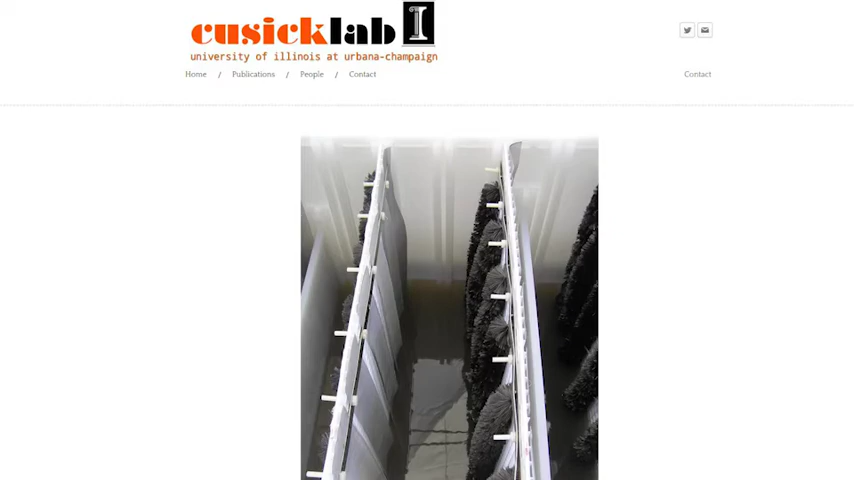 cusicklab I
university of illinois at urbana-champaign
Home / Publications / People / Contact
Contact